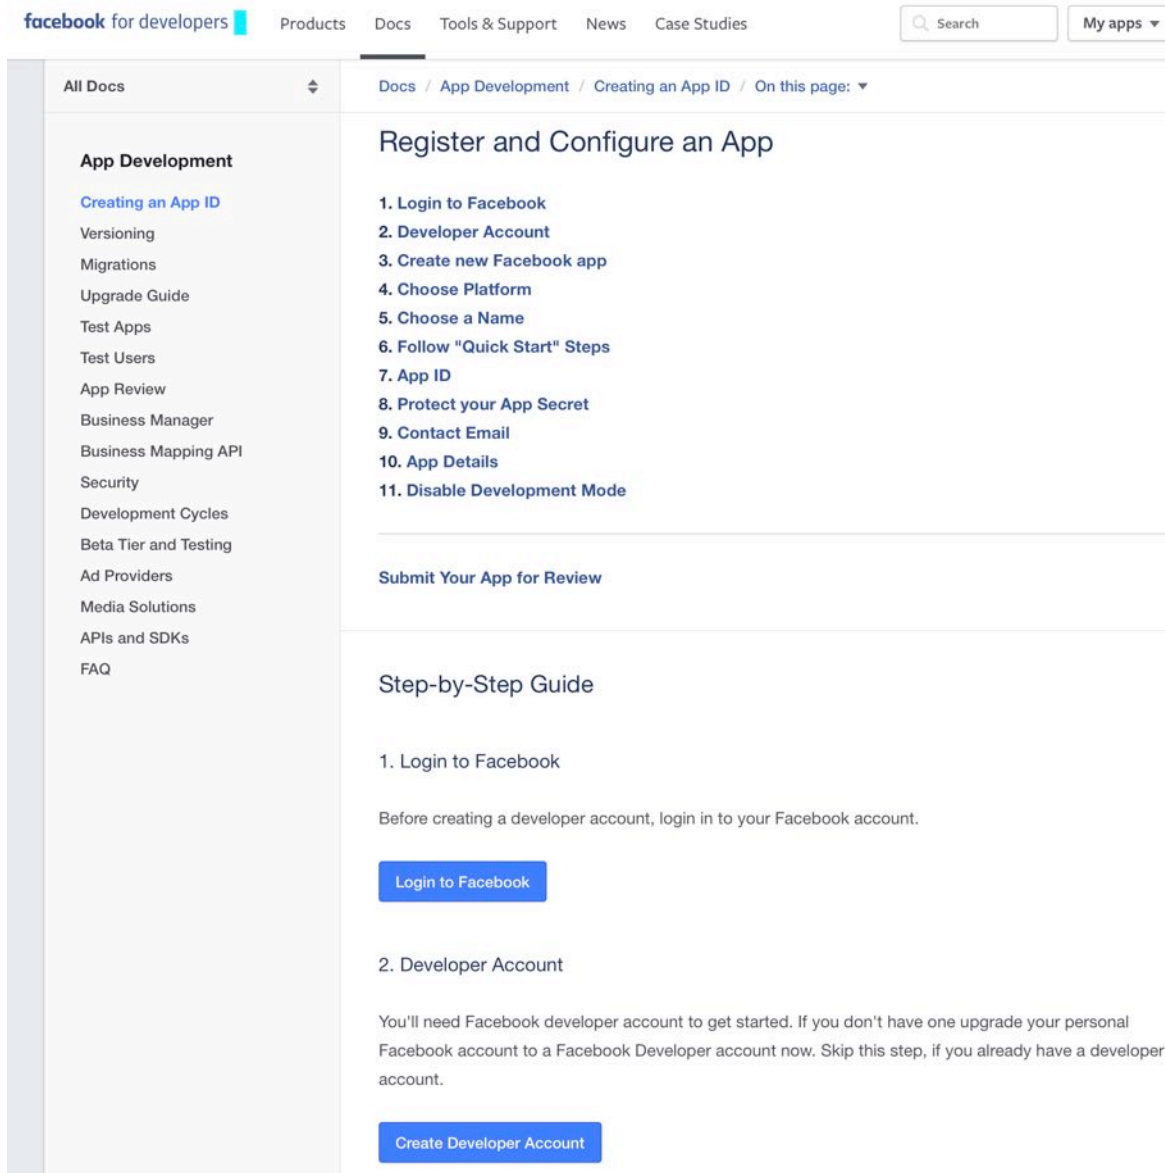 facebook for developers
Products
Docs
Tools & Support
News
Case Studies
Search
My apps
All Docs
Docs / App Development / Creating an App ID / On this page:
App Development
Creating an App ID
Versioning
Migrations
Upgrade Guide
Test Apps
Test Users
App Review
Business Manager
Business Mapping API
Security
Development Cycles
Beta Tier and Testing
Ad Providers
Media Solutions
APIs and SDKs
FAQ
Register and Configure an App
1. Login to Facebook
2. Developer Account
3. Create new Facebook app
4. Choose Platform
5. Choose a Name
6. Follow "Quick Start" Steps
7. App ID
8. Protect your App Secret
9. Contact Email
10. App Details
11. Disable Development Mode
Submit Your App for Review
Step-by-Step Guide
1. Login to Facebook
Before creating a developer account, login in to your Facebook account.
Login to Facebook
2. Developer Account
You'll need Facebook developer account to get started. If you don't have one upgrade your personal
Facebook account to a Facebook Developer account now. Skip this step, if you already have a developer
account.
Create Developer Account